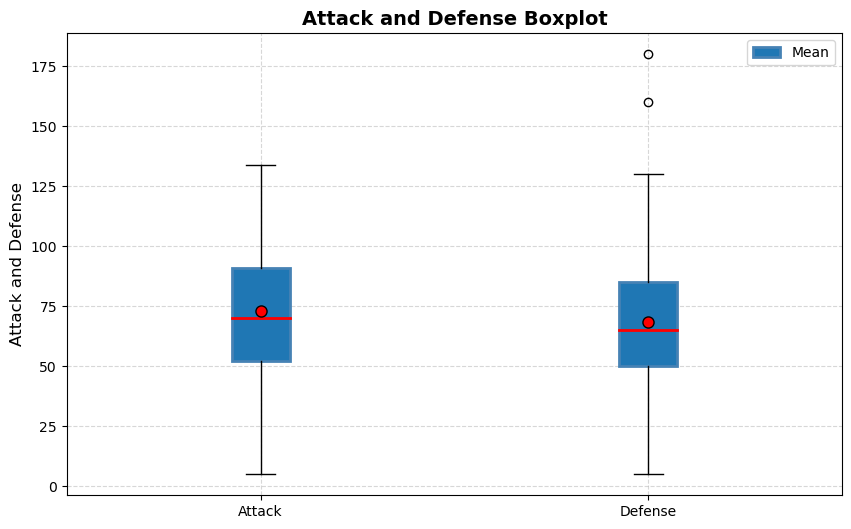 Attack and Defense Boxplot
Mean
Attack and Defense
175
150
125
100
75
50
25
0
Attack
Defense